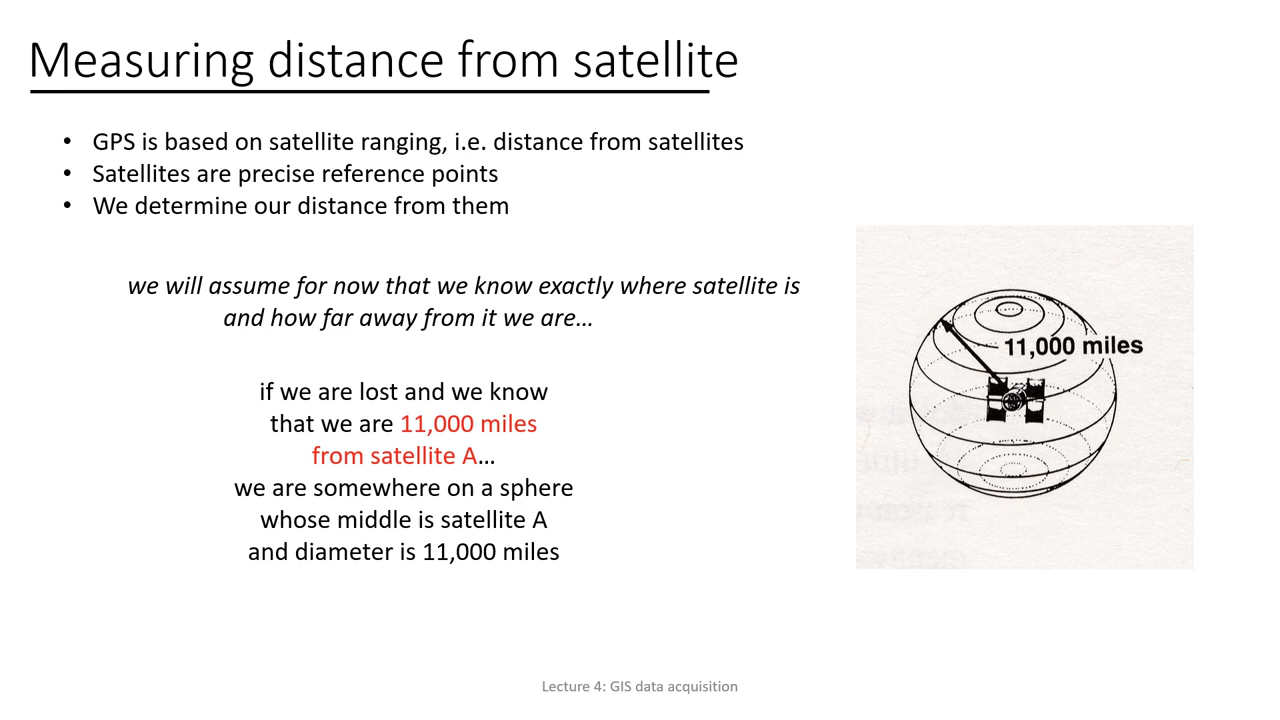 Measuring distance from satellite
• GPS is based on satellite ranging, i.e. distance from satellites
• Satellites are precise reference points
• We determine our distance from them
we will assume for now that we know exactly where satellite is
and how far away from it we are…
if we are lost and we know
that we are 11,000 miles
from satellite A…
we are somewhere on a sphere
whose middle is satellite A
and diameter is 11,000 miles
11,000 miles
Lecture 4: GIS data acquisition